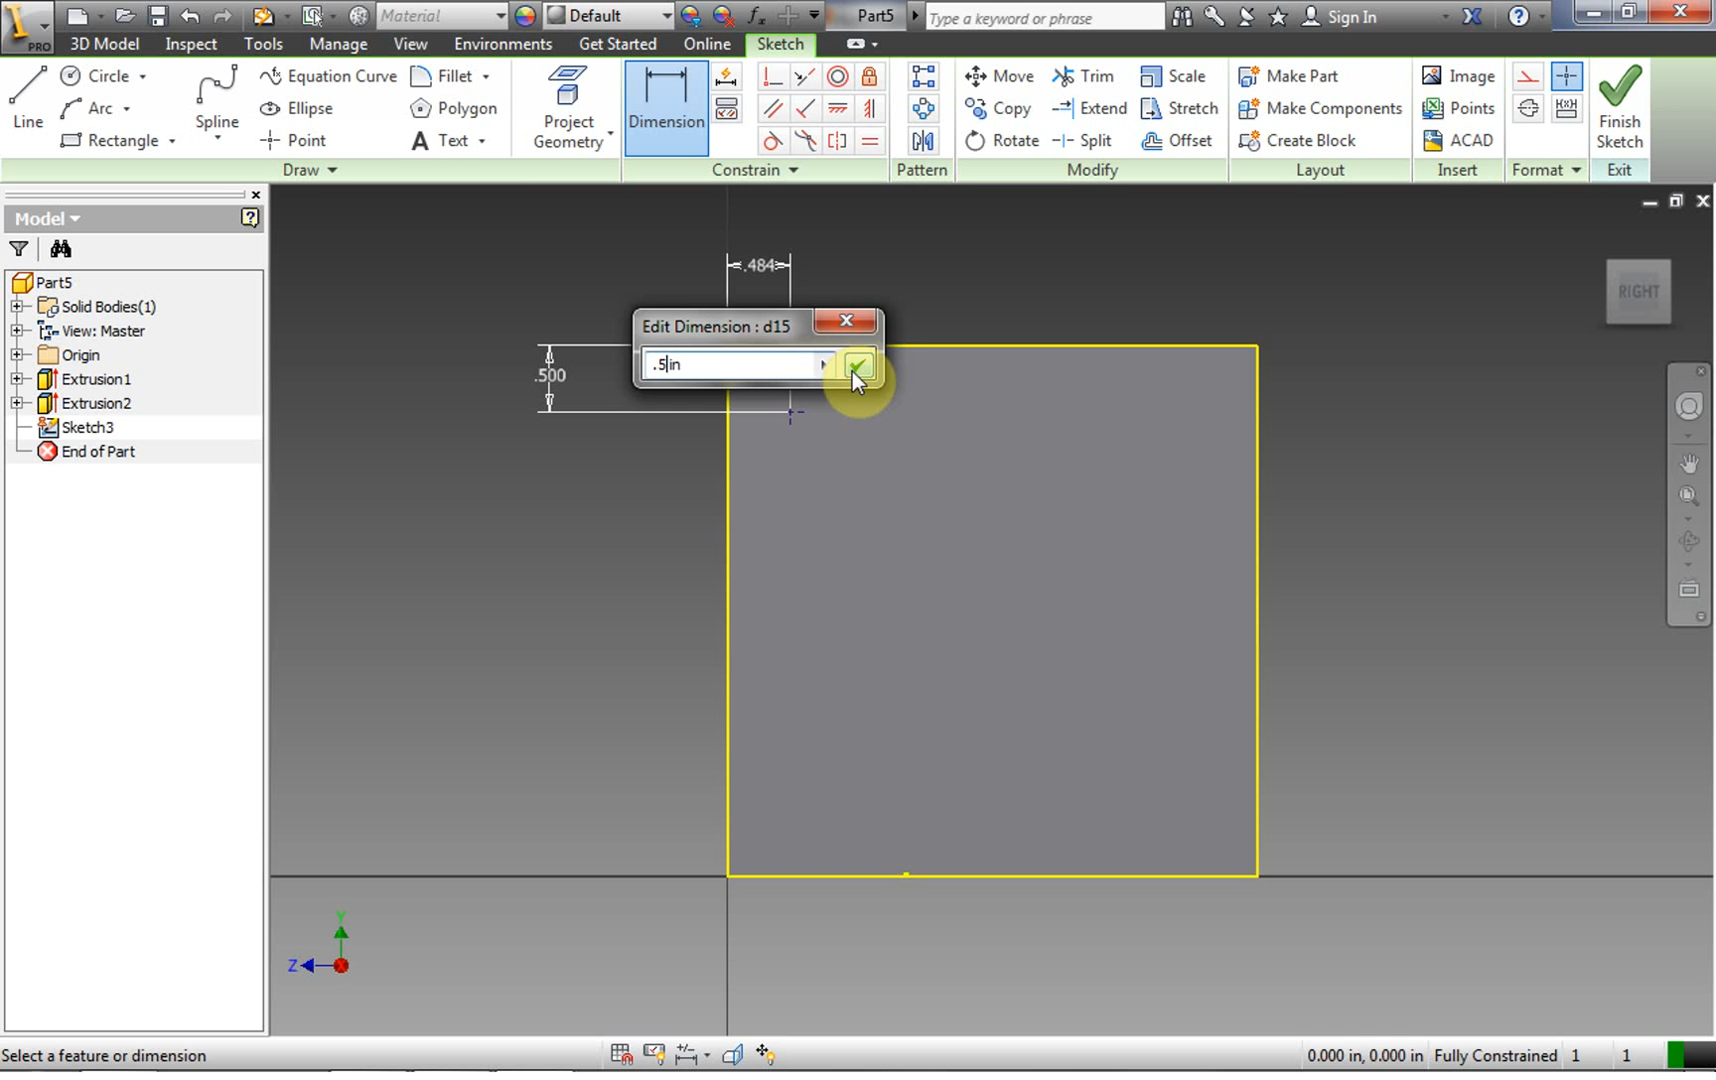 Material Default fx Part5 Type a keyword or phrase Sign In
PRO 3D Model Inspect Tools Manage View Environments Get Started Help Online Sketch
Line Circle Arc Rectangle Spline Equation Curve Ellipse Point Fillet Polygon Text
Draw
Project Geometry
Dimension
Constrain
Pattern
Move Copy Rotate Trim Extend Split Scale Stretch Offset
Modify
Make Part Make Components Create Block
Layout
Image Points ACAD
Insert
Format
Finish Sketch
Exit
Model
Part5
Solid Bodies(1)
View: Master
Origin
Extrusion1
Extrusion2
Sketch3
End of Part
.484
Edit Dimension : d15
.5in
.500
RIGHT
Y
Z
Select a feature or dimension
0.000 in, 0.000 in Fully Constrained 1 1